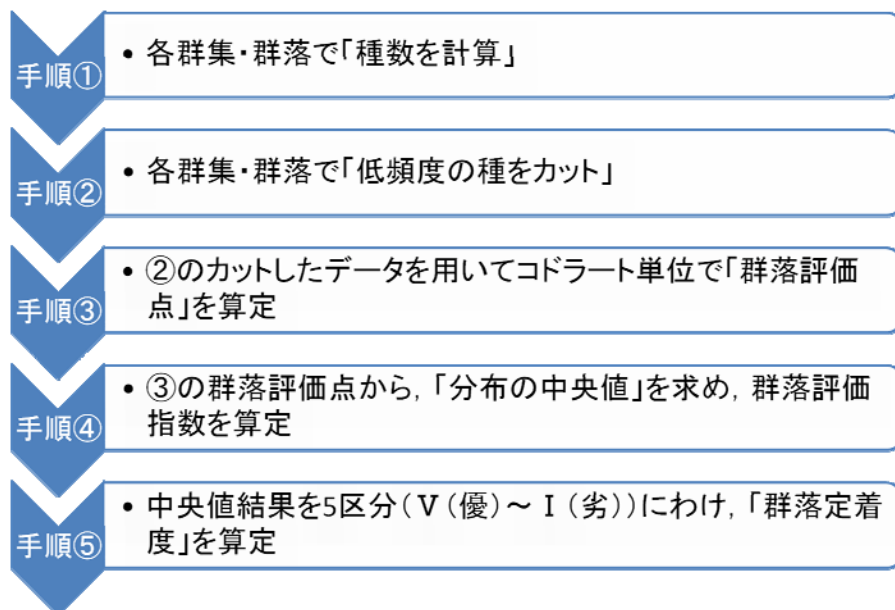 手順①
• 各群集・群落で「種数を計算」
手順②
• 各群集・群落で「低頻度の種をカット」
手順③
• ②のカットしたデータを用いてコドラート単位で「群落評価
点」を算定
手順④
• ③の群落評価点から，「分布の中央値」を求め，群落評価
指数を算定
手順⑤
• 中央値結果を5区分（Ⅴ（優）～Ⅰ（劣））にわけ，「群落定着
度」を算定